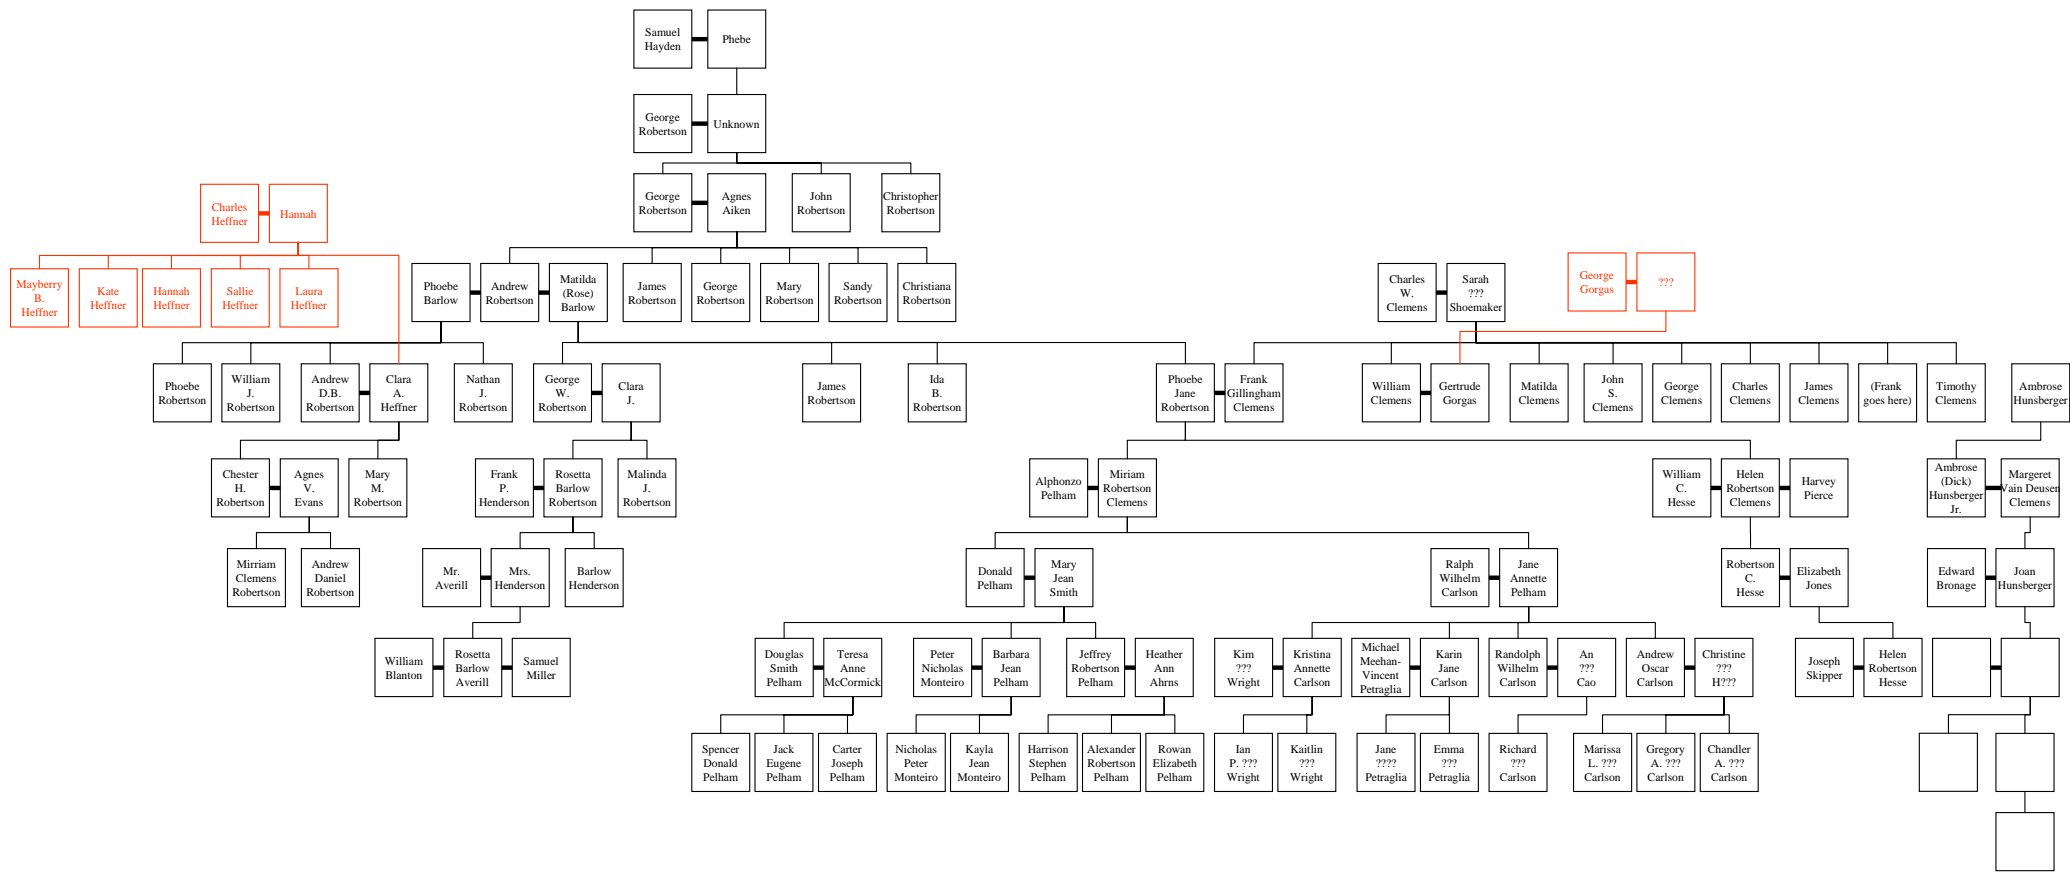 Samuel
Hayden
Phebe
George
Robertson
Unknown
George
Robertson
Agnes
Aiken
John
Robertson
Christopher
Robertson
Charles
Heffner
Hannah
Mayberry
B.
Heffner
Kate
Heffner
Hannah
Heffner
Sallie
Heffner
Laura
Heffner
Phoebe
Barlow
Andrew
Robertson
Matilda
(Rose)
Barlow
James
Robertson
George
Robertson
Mary
Robertson
Sandy
Robertson
Christiana
Robertson
Charles
W.
Clemens
Sarah
???
Shoemaker
George
Gorgas
???
Phoebe
Robertson
William
J.
Robertson
Andrew
D.B.
Robertson
Clara
A.
Heffner
Nathan
J.
Robertson
George
W.
Robertson
Clara
J.
James
Robertson
Ida
B.
Robertson
Phoebe
Jane
Robertson
Frank
Gillingham
Clemens
William
Clemens
Gertrude
Gorgas
Matilda
Clemens
John
S.
Clemens
George
Clemens
Charles
Clemens
James
Clemens
(Frank
goes here)
Timothy
Clemens
Ambrose
Hunsberger
Chester
H.
Robertson
Agnes
V.
Evans
Mary
M.
Robertson
Frank
P.
Henderson
Rosetta
Barlow
Robertson
Malinda
J.
Robertson
Alphonzo
Pelham
Miriam
Robertson
Clemens
William
C.
Hesse
Helen
Robertson
Clemens
Harvey
Pierce
Ambrose
(Dick)
Hunsberger
Jr.
Margeret
Vain Deusen
Clemens
Mirriam
Clemens
Robertson
Andrew
Daniel
Robertson
Mr.
Averill
Mrs.
Henderson
Barlow
Henderson
Donald
Pelham
Mary
Jean
Smith
Ralph
Wilhelm
Carlson
Jane
Annette
Pelham
Robertson
C.
Hesse
Elizabeth
Jones
Edward
Bronage
Joan
Hunsberger
William
Blanton
Rosetta
Barlow
Averill
Samuel
Miller
Douglas
Smith
Pelham
Teresa
Anne
McCormick
Peter
Nicholas
Monteiro
Barbara
Jean
Pelham
Jeffrey
Robertson
Pelham
Heather
Ann
Ahrns
Kim
???
Wright
Kristina
Annette
Carlson
Michael
Meehan-
Vincent
Petraglia
Karin
Jane
Carlson
Randolph
Wilhelm
Carlson
An
???
Cao
Andrew
Oscar
Carlson
Christine
???
H???
Joseph
Skipper
Helen
Robertson
Hesse
Spencer
Donald
Pelham
Jack
Eugene
Pelham
Carter
Joseph
Pelham
Nicholas
Peter
Monteiro
Kayla
Jean
Monteiro
Harrison
Stephen
Pelham
Alexander
Robertson
Pelham
Rowan
Elizabeth
Pelham
Ian
P. ???
Wright
Kaitlin
???
Wright
Jane
????
Petraglia
Emma
???
Petraglia
Richard
???
Carlson
Marissa
L. ???
Carlson
Gregory
A. ???
Carlson
Chandler
A. ???
Carlson